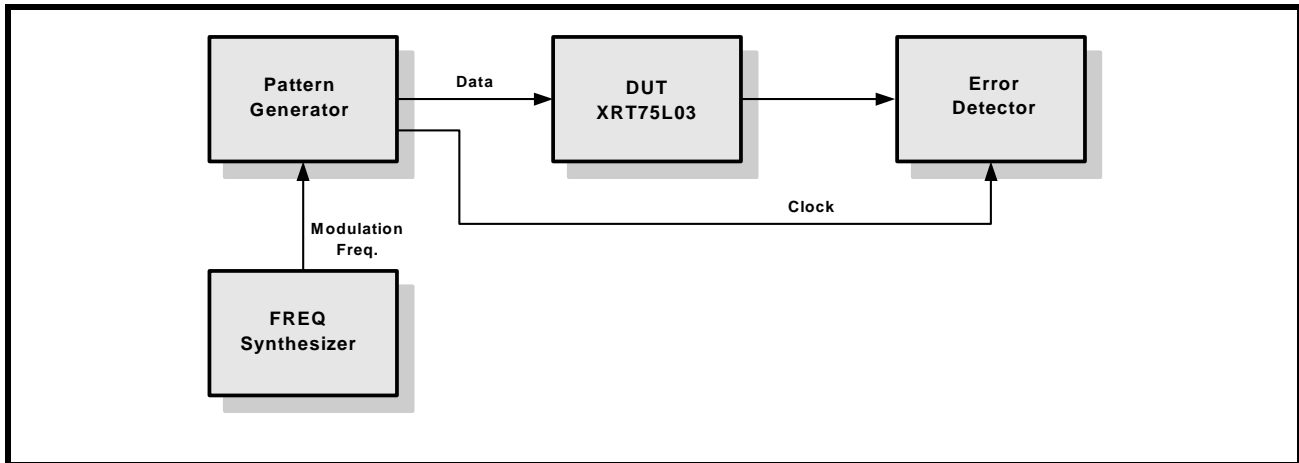 Pattern
Generator
Data
DUT
XRT75L03
Error
Detector
Clock
Modulation
Freq.
FREQ
Synthesizer